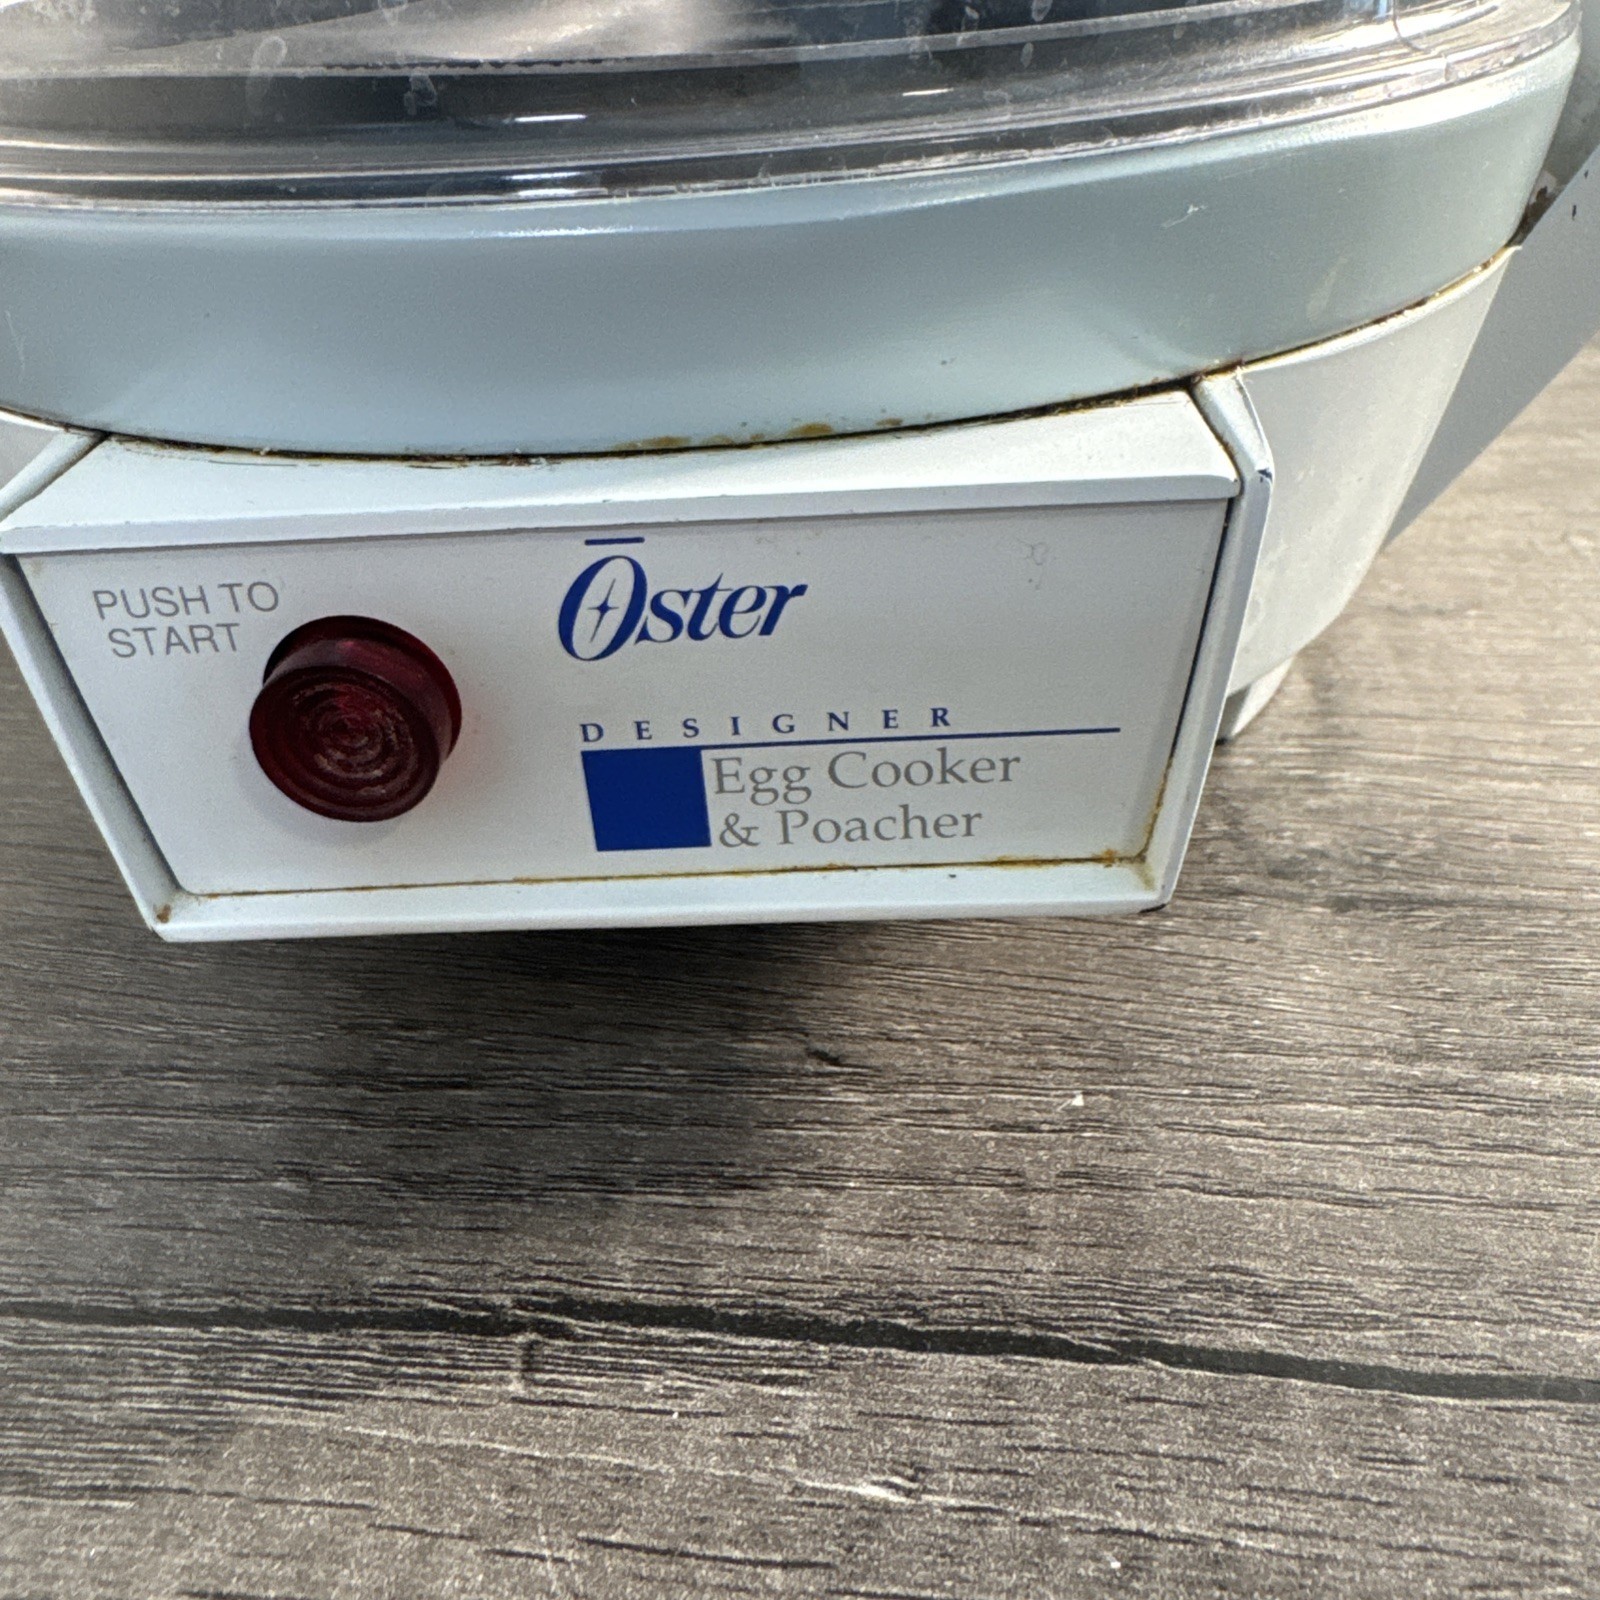 PUSH TO
START
Oster
DESIGNER
Egg Cooker
& Poacher